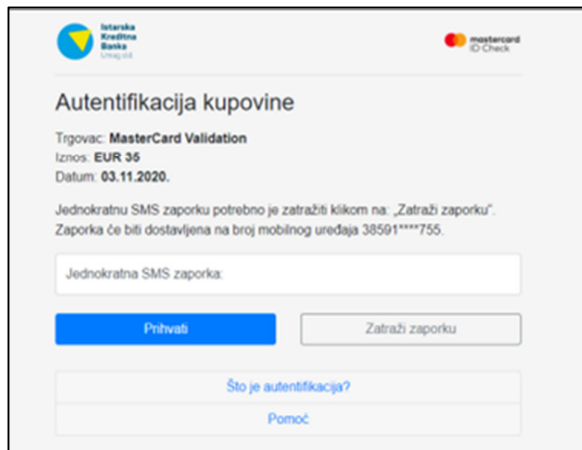 Istarska
Kreditna
Banka
Umag d.d.
mastercard
ID Check
Autentifikacija kupovine
Trgovac: MasterCard Validation
Iznos: EUR 35
Datum: 03.11.2020.
Jednokratnu SMS zaporku potrebno je zatražiti klikom na: „Zatraži zaporku”.
Zaporka će biti dostavljena na broj mobilnog uređaja 38591****755.
Jednokratna SMS zaporka:
Prihvati
Zatraži zaporku
Što je autentifikacija?
Pomoć